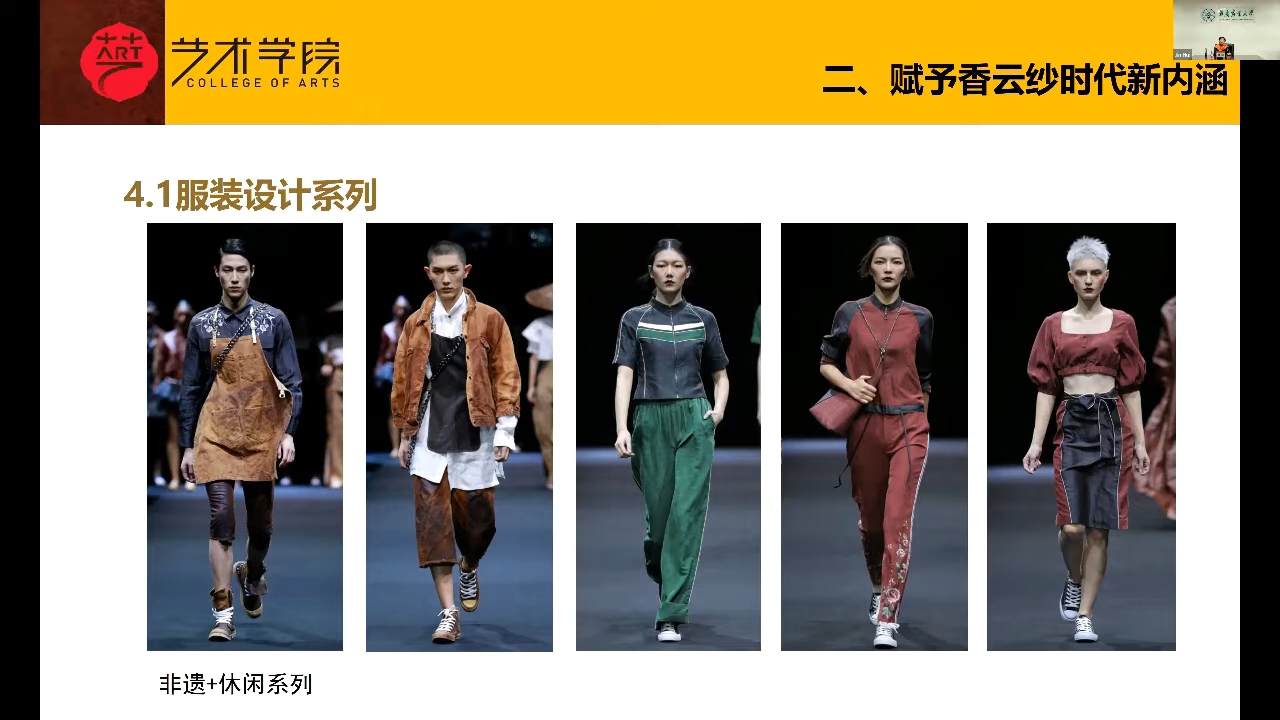 艺
ART
艺术学院
COLLEGE OF ARTS
二、赋予香云纱时代新内涵
4.1服装设计系列
非遗+休闲系列